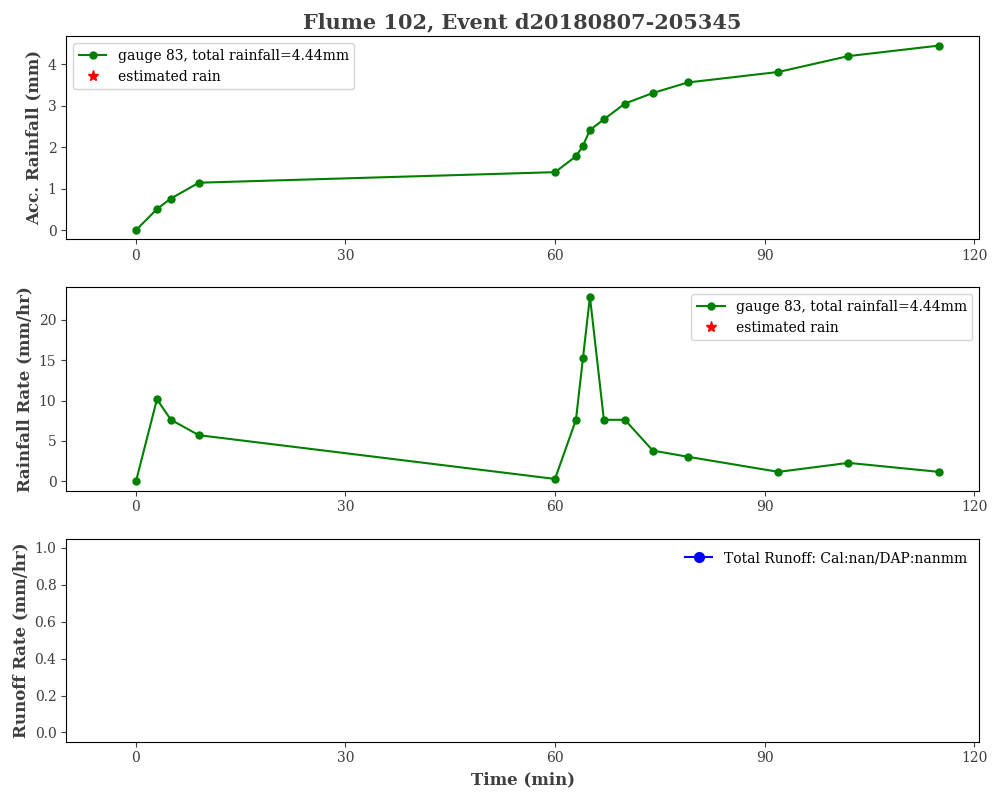 Flume 102, Event d20180807-205345
Acc. Rainfall (mm)
4
3
2
1
0
gauge 83, total rainfall=4.44mm
estimated rain
0 30 60 90 120
Rainfall Rate (mm/hr)
20
15
10
5
0
gauge 83, total rainfall=4.44mm
estimated rain
0 30 60 90 120
Runoff Rate (mm/hr)
1.0
0.8
0.6
0.4
0.2
0.0
Total Runoff: Cal:nan/DAP:nanmm
0 30 60 90 120
Time (min)